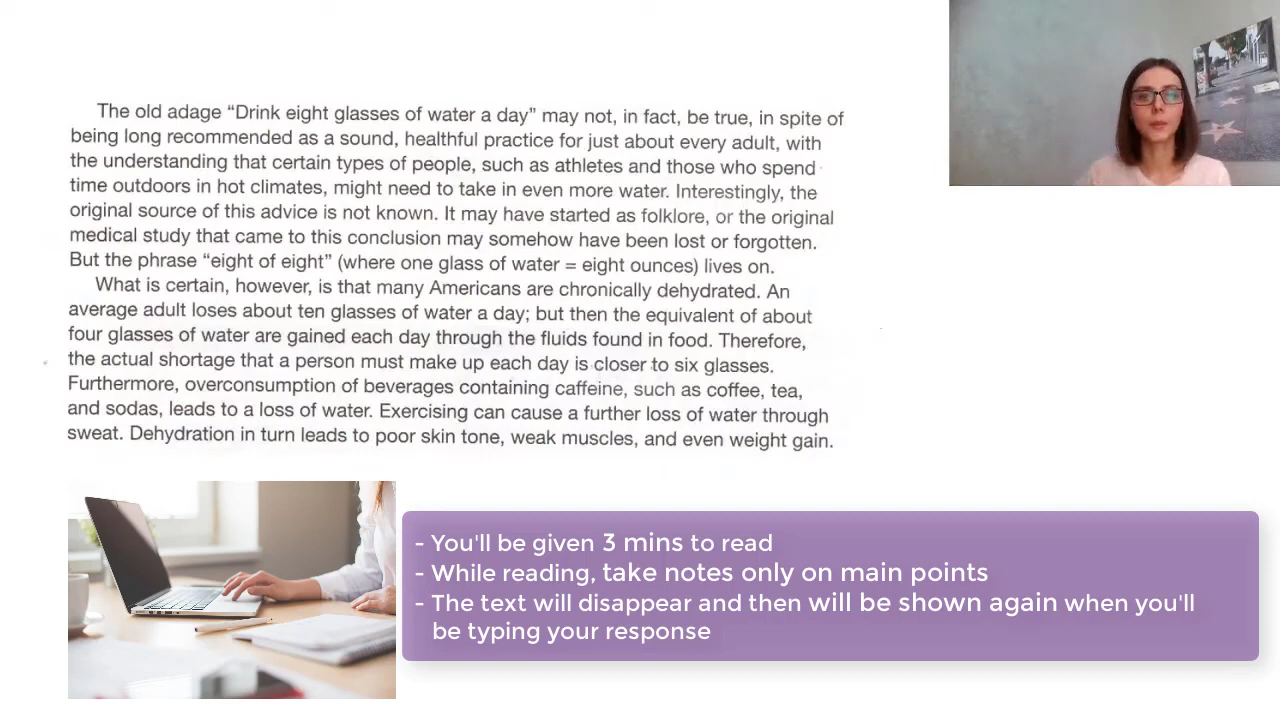 The old adage “Drink eight glasses of water a day” may not, in fact, be true, in spite of
being long recommended as a sound, healthful practice for just about every adult, with
the understanding that certain types of people, such as athletes and those who spend
time outdoors in hot climates, might need to take in even more water. Interestingly, the
original source of this advice is not known. It may have started as folklore, or the original
medical study that came to this conclusion may somehow have been lost or forgotten.
But the phrase “eight of eight” (where one glass of water = eight ounces) lives on.
What is certain, however, is that many Americans are chronically dehydrated. An
average adult loses about ten glasses of water a day; but then the equivalent of about
four glasses of water are gained each day through the fluids found in food. Therefore,
the actual shortage that a person must make up each day is closer to six glasses.
Furthermore, overconsumption of beverages containing caffeine, such as coffee, tea,
and sodas, leads to a loss of water. Exercising can cause a further loss of water through
sweat. Dehydration in turn leads to poor skin tone, weak muscles, and even weight gain.
- You'll be given 3 mins to read
- While reading, take notes only on main points
- The text will disappear and then will be shown again when you'll
be typing your response